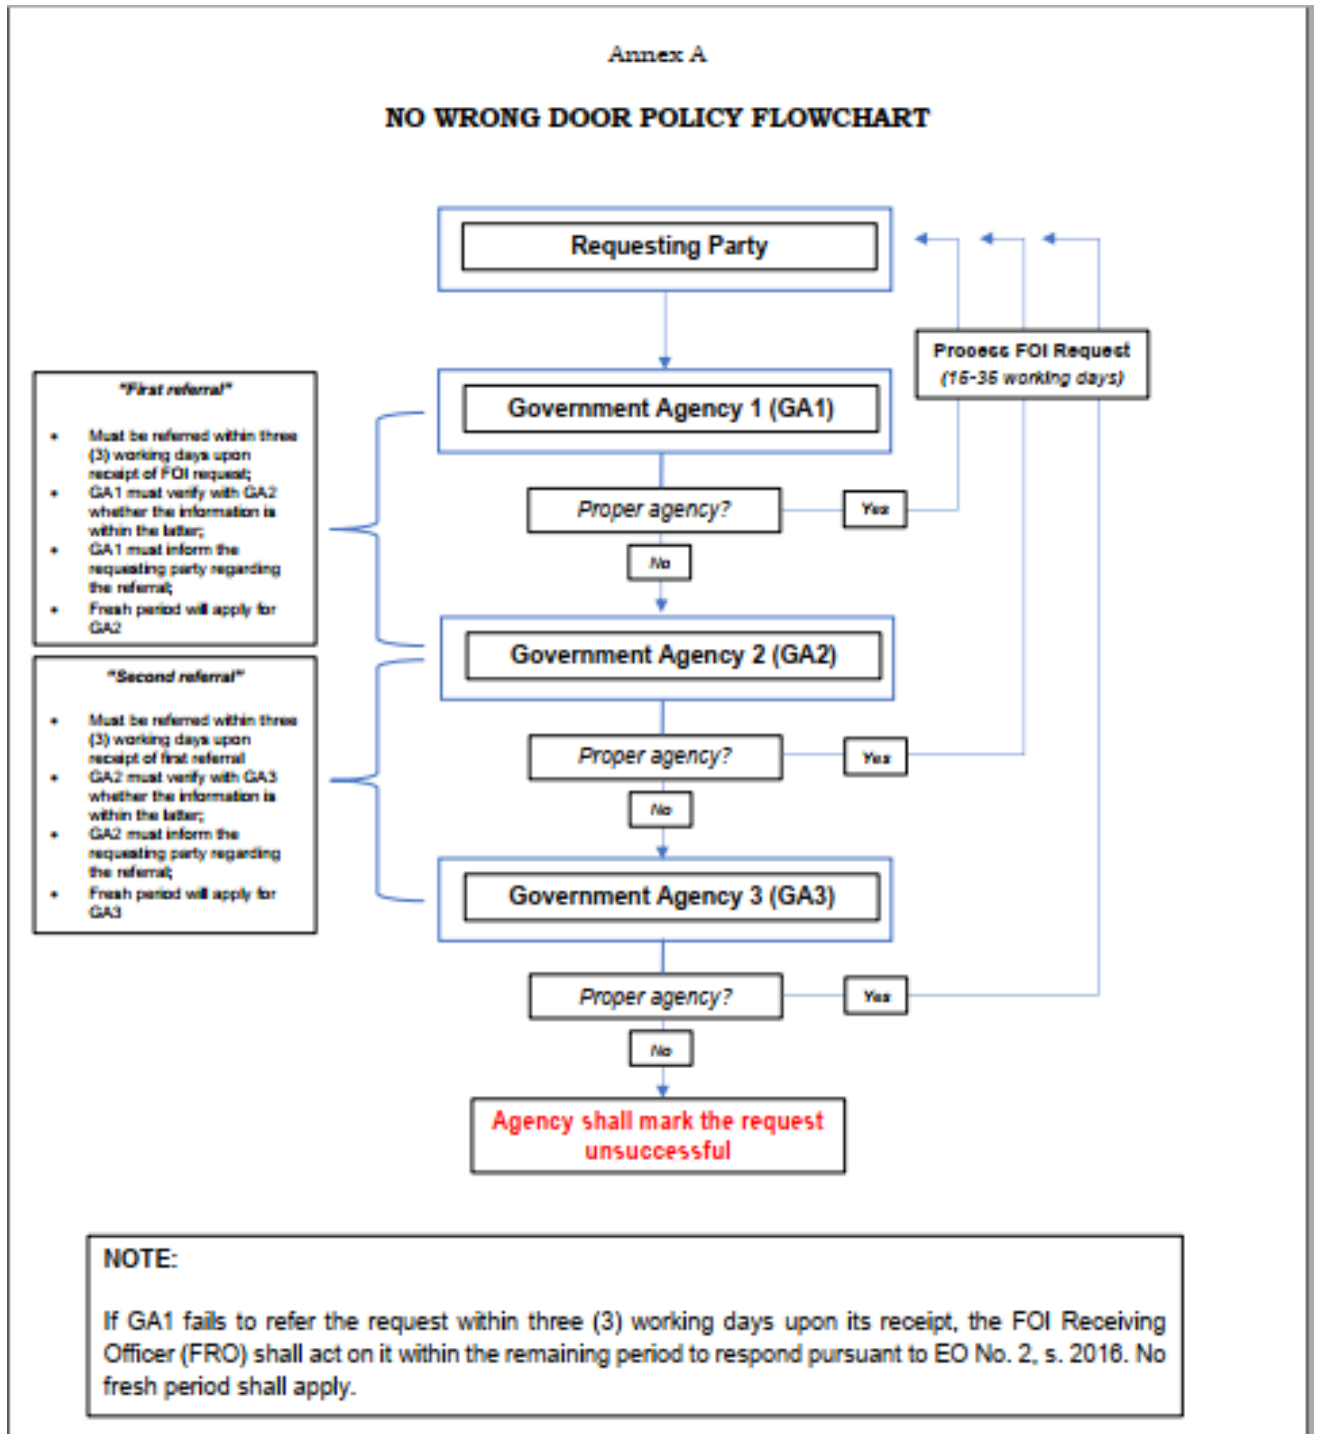 Annex A
NO WRONG DOOR POLICY FLOWCHART
Requesting Party
Process FOI Request
(15-35 working days)
"First referral"
• Must be referred within three
(3) working days upon
receipt of FOI request;
• GA1 must verify with GA2
whether the information is
within the latter;
• GA1 must inform the
requesting party regarding
the referral;
• Fresh period will apply for
GA2
Government Agency 1 (GA1)
Proper agency?
Yes
No
Government Agency 2 (GA2)
"Second referral"
• Must be referred within three
(3) working days upon
receipt of first referral
• GA2 must verify with GA3
whether the information is
within the latter;
• GA2 must inform the
requesting party regarding
the referral;
• Fresh period will apply for
GA3
Proper agency?
Yes
No
Government Agency 3 (GA3)
Proper agency?
Yes
No
Agency shall mark the request
unsuccessful
NOTE:
If GA1 fails to refer the request within three (3) working days upon its receipt, the FOI Receiving
Officer (FRO) shall act on it within the remaining period to respond pursuant to EO No. 2, s. 2016. No
fresh period shall apply.